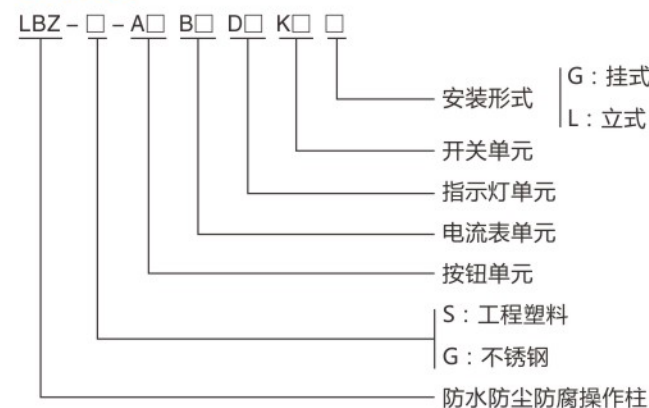 LBZ-□-A□ B□ D□ K□ □
G：挂式
安装形式
L：立式
开关单元
指示灯单元
电流表单元
按钮单元
S：工程塑料
G：不锈钢
防水防尘防腐操作柱